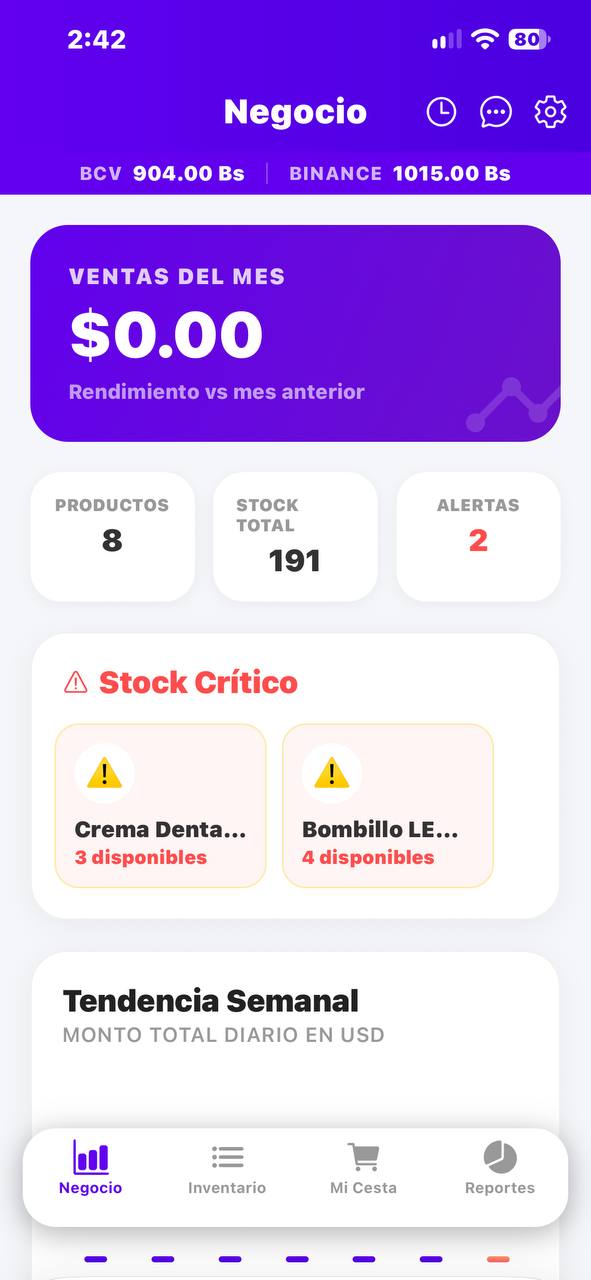 2:42
80
Negocio
BCV 904.00 Bs
BINANCE 1015.00 Bs
VENTAS DEL MES
$0.00
Rendimiento vs mes anterior
PRODUCTOS
8
STOCK
TOTAL
191
ALERTAS
2
Stock Crítico
Crema Denta...
3 disponibles
Bombillo LE...
4 disponibles
Tendencia Semanal
MONTO TOTAL DIARIO EN USD
Negocio
Inventario
Mi Cesta
Reportes